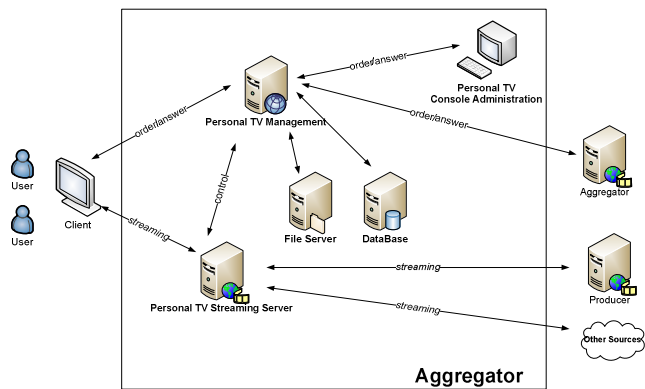 order/answer
Personal TV
Console Administration
order/answer
Personal TV Management
order/answer
User
Client
User
control
streaming
File Server
DataBase
Aggregator
Personal TV Streaming Server
streaming
streaming
Producer
Other Sources
Aggregator